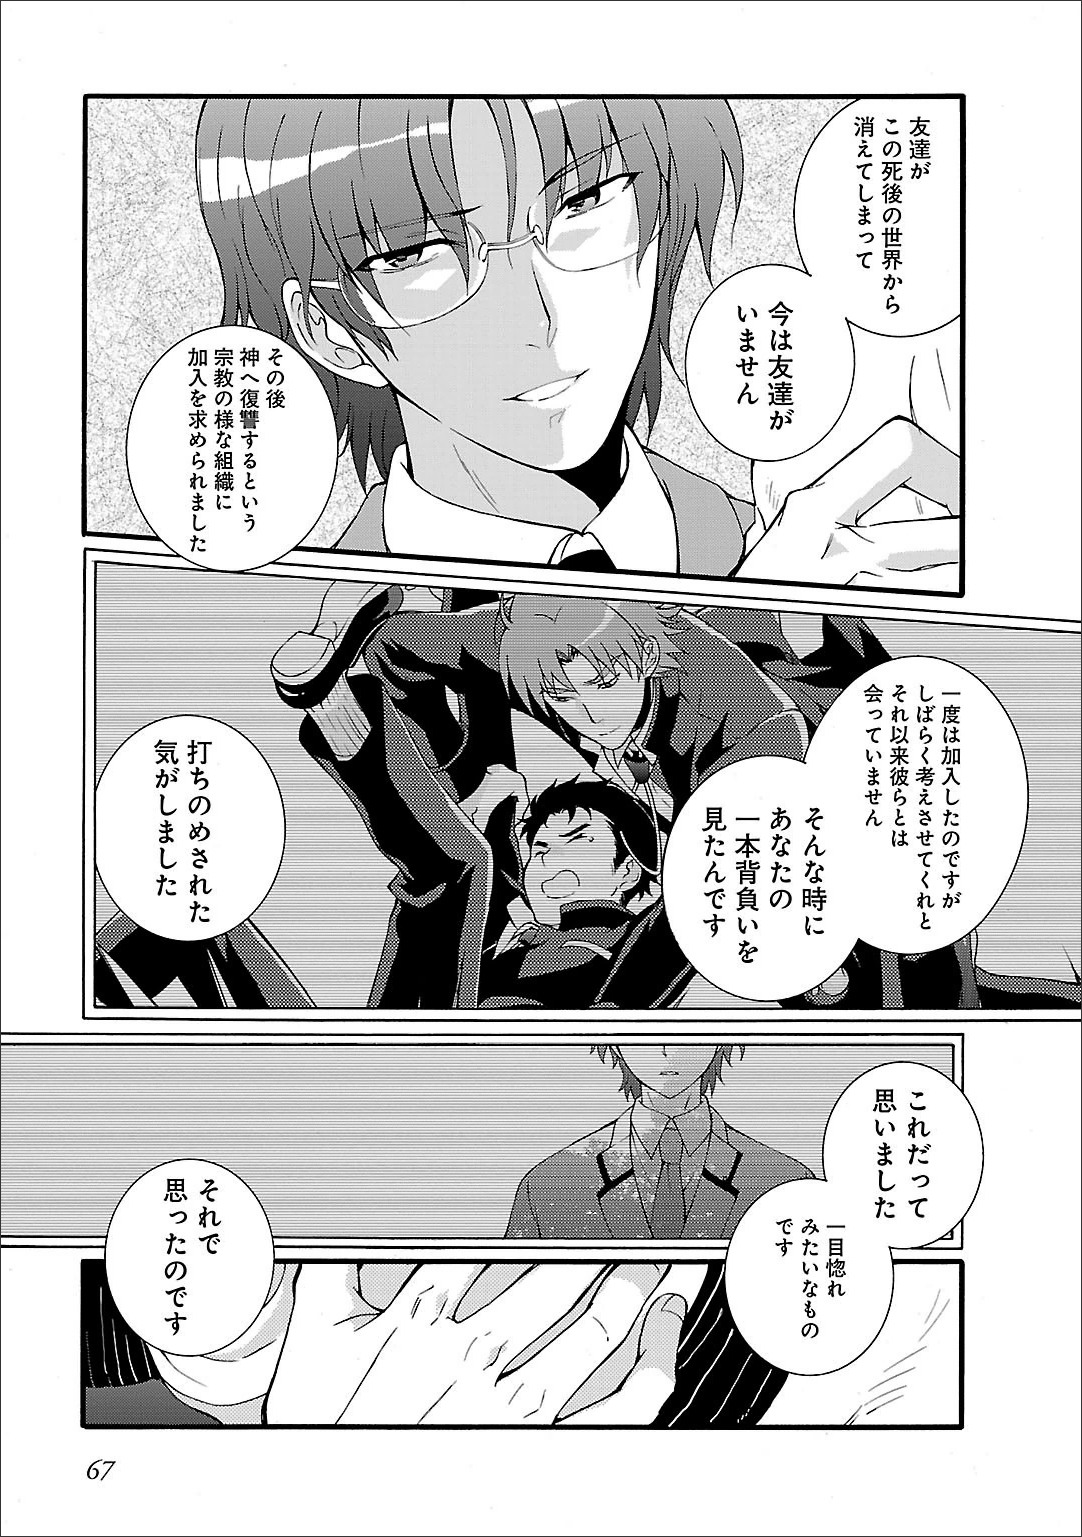 友達が
この死後の世界から
消えてしまって
今は友達が
いません
その後
神へ復讐するという
宗教の様な組織に
加入を求められました
一度は加入したのですが
しばらく考えさせてくれと
それ以来彼らとは
会っていません
そんな時に
あなたの
一本背負いを
見たんです
打ちのめされた
気がしました
これだって
思いました
一目惚れ
みたいなもの
です
それで
思ったのです
67